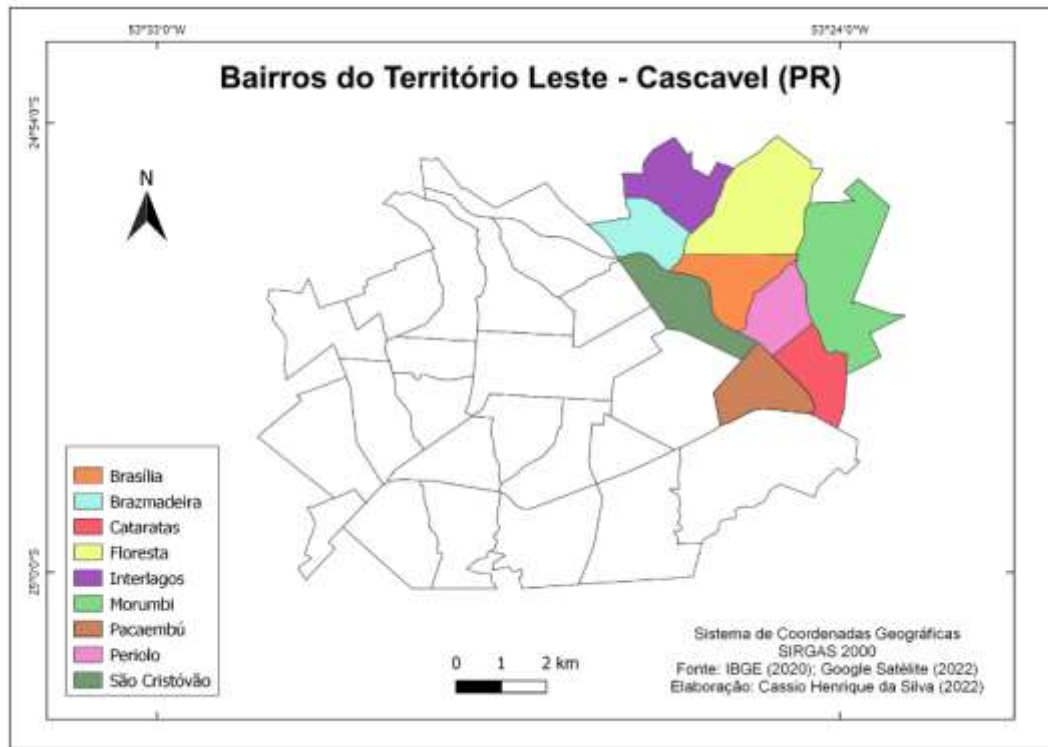 53°33'0"W
53°24'0"W
Bairros do Território Leste - Cascavel (PR)
24°54'0"S
N
Brasília
Brazmadeira
Cataratas
Floresta
Interlagos
Morumbi
Pacaembú
Periolo
São Cristóvão
25°0'0"S
0 1 2 km
Sistema de Coordenadas Geográficas
SIRGAS 2000
Fonte: IBGE (2020); Google Satélite (2022)
Elaboração: Cassio Henrique da Silva (2022)